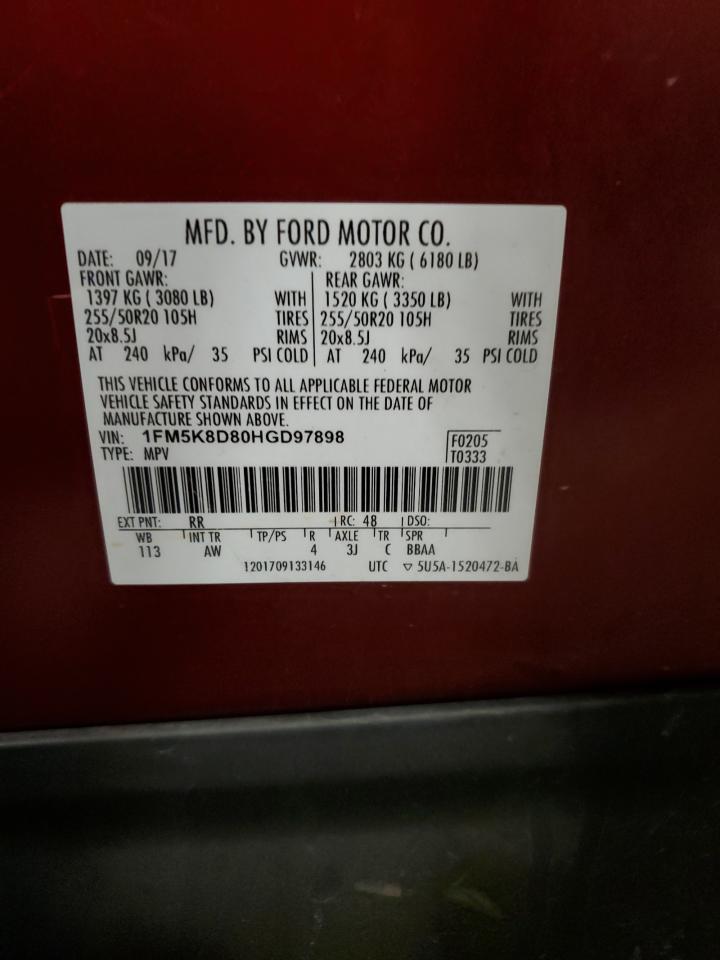 MFD. BY FORD MOTOR CO.
DATE: 09/17 GVWR: 2803 KG ( 6180 LB)
FRONT GAWR: REAR GAWR:
1397 KG ( 3080 LB) WITH 1520 KG ( 3350 LB) WITH
255/50R20 105H TIRES 255/50R20 105H TIRES
20x8.5J RIMS 20x8.5J RIMS
AT 240 kPa/ 35 PSI COLD AT 240 kPa/ 35 PSI COLD
THIS VEHICLE CONFORMS TO ALL APPLICABLE FEDERAL MOTOR
VEHICLE SAFETY STANDARDS IN EFFECT ON THE DATE OF
MANUFACTURE SHOWN ABOVE.
VIN: 1FM5K8D80HGD97898 F0205
TYPE: MPV T0333
EXT PNT: RR RC: 48 DSO:
WB INT TR TP/PS R AXLE TR SPR
113 AW 4 3J C BBAA
1201709133146 UTC ▽ 5U5A-1520472-BA